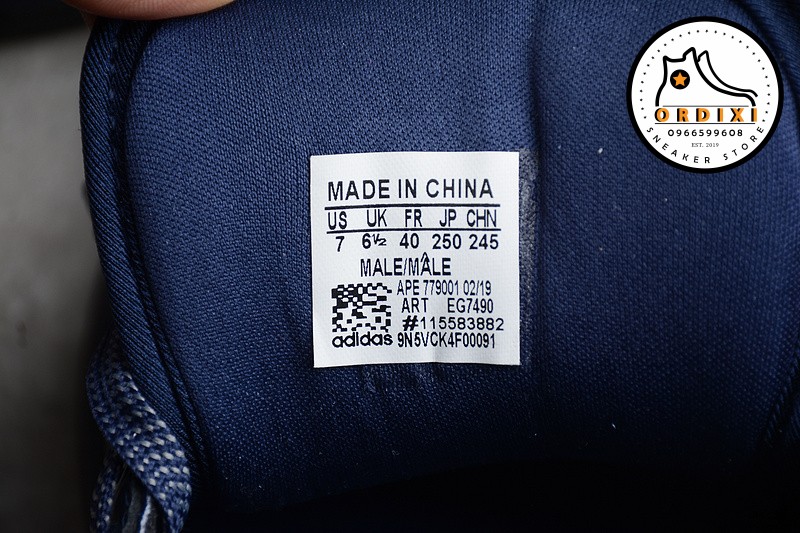 MADE IN CHINA
US UK FR JP CHN
7 6½ 40 250 245
MALE/MÂLE
APE 779001 02/19
ART EG7490
#115583882
adidas 9N5VCK4F00091
ORDIXI
0966599608
EST. 2019
SNEAKER STORE